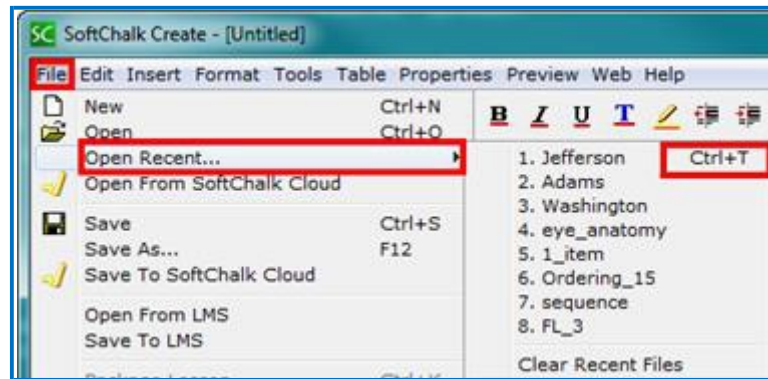 SC SoftChalk Create - [Untitled]
File Edit Insert Format Tools Table Properties Preview Web Help
New Ctrl+N
B I U T
Open Ctrl+O
Open Recent...
1. Jefferson Ctrl+T
Open From SoftChalk Cloud
2. Adams
3. Washington
Save Ctrl+S
4. eye_anatomy
Save As... F12
5. 1_item
Save To SoftChalk Cloud
6. Ordering_15
7. sequence
Open From LMS
8. FL_3
Save To LMS
Clear Recent Files